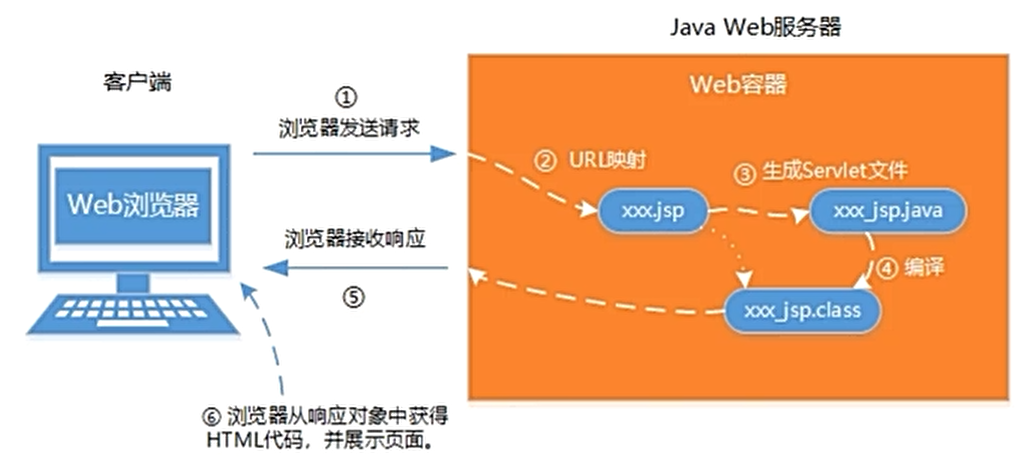 Java Web服务器
客户端
Web容器
①
浏览器发送请求
② URL映射
③ 生成Servlet文件
Web浏览器
xxx.jsp
xxx_jsp.java
浏览器接收响应
④ 编译
⑤
xxx_jsp.class
⑥ 浏览器从响应对象中获得
HTML代码，并展示页面。